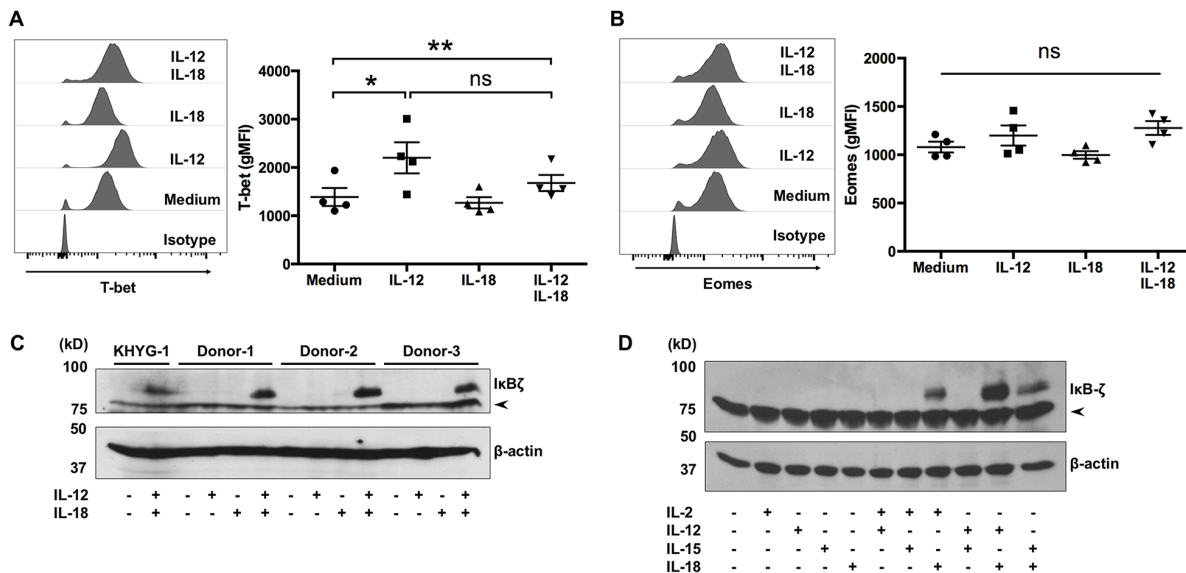 A
IL-12
IL-18
IL-18
IL-12
Medium
Isotype
T-bet
T-bet (gMFI)
4000
3000
2000
1000
0
**
*
ns
Medium IL-12 IL-18 IL-12
IL-18
B
IL-12
IL-18
IL-18
IL-12
Medium
Isotype
Eomes
Eomes (gMFI)
2000
1500
1000
500
0
ns
Medium IL-12 IL-18 IL-12
IL-18
C
(kD)
KHYG-1 Donor-1 Donor-2 Donor-3
100
75
50
37
IκBζ
β-actin
IL-12 - + - + - + - + - + - + - +
IL-18 - + - - + + - - + + - - + +
D
(kD)
100
75
50
37
IκB-ζ
β-actin
IL-2 - + - - - + + + - - -
IL-12 - - + - - + - - + + -
IL-15 - - - + - - + - + - +
IL-18 - - - - + - - + - + +